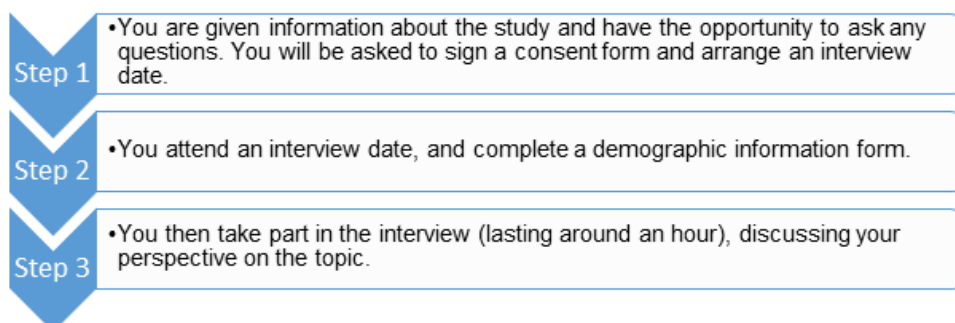 •You are given information about the study and have the opportunity to ask any
questions. You will be asked to sign a consent form and arrange an interview
Step 1
date.
•You attend an interview date, and complete a demographic information form.
Step 2
•You then take part in the interview (lasting around an hour), discussing your
perspective on the topic.
Step 3